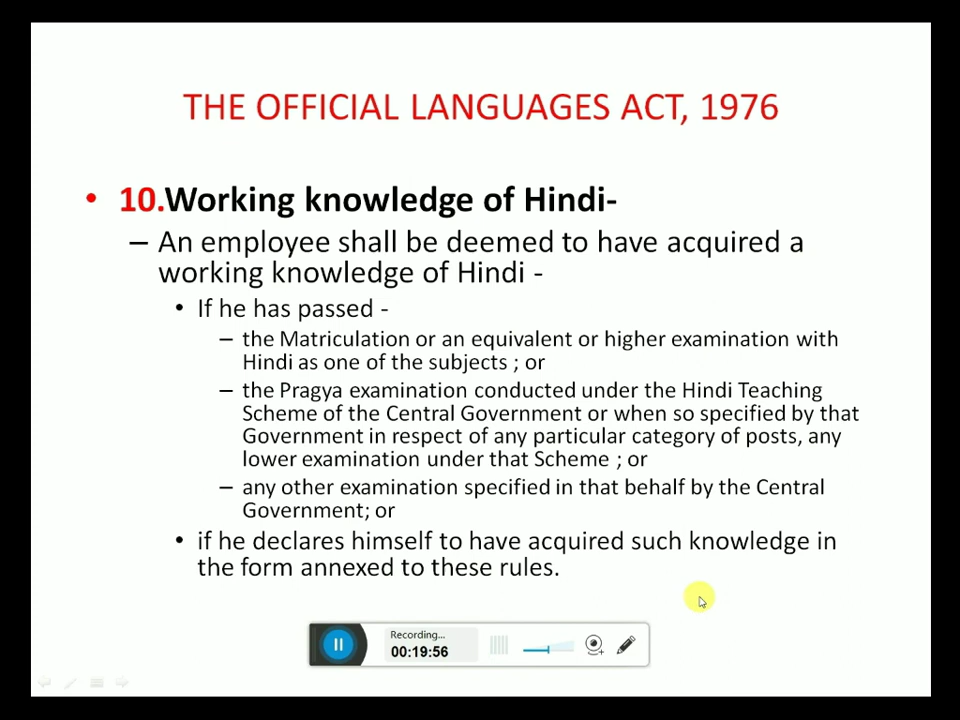 THE OFFICIAL LANGUAGES ACT, 1976
• 10.Working knowledge of Hindi-
– An employee shall be deemed to have acquired a
working knowledge of Hindi -
• If he has passed -
– the Matriculation or an equivalent or higher examination with
Hindi as one of the subjects ; or
– the Pragya examination conducted under the Hindi Teaching
Scheme of the Central Government or when so specified by that
Government in respect of any particular category of posts, any
lower examination under that Scheme ; or
– any other examination specified in that behalf by the Central
Government; or
• if he declares himself to have acquired such knowledge in
the form annexed to these rules.
Recording...
00:19:56